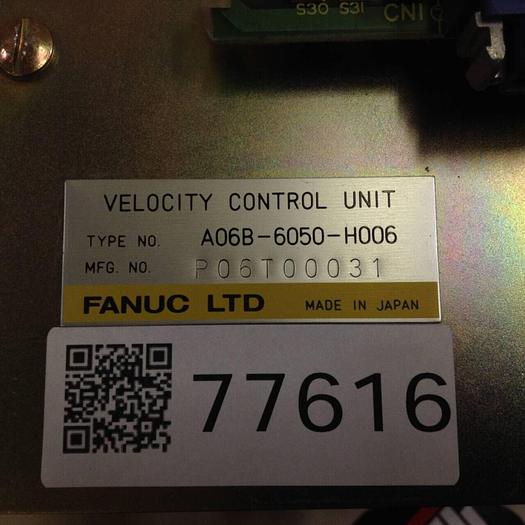 S30 S31 CN1
VELOCITY CONTROL UNIT
TYPE NO. A06B-6050-H006
MFG. NO. P06T00031
FANUC LTD MADE IN JAPAN
77616